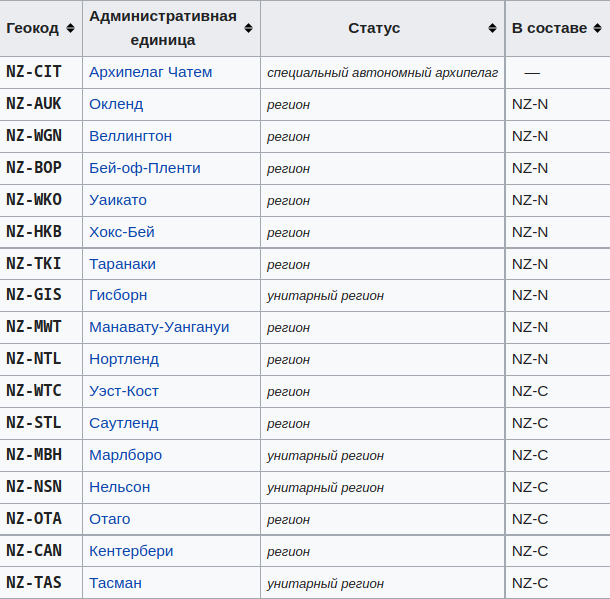 Геокод Административная единица Статус В составе
NZ-CIT Архипелаг Чатем специальный автономный архипелаг —
NZ-AUK Окленд регион NZ-N
NZ-WGN Веллингтон регион NZ-N
NZ-BOP Бей-оф-Пленти регион NZ-N
NZ-WKO Уаикато регион NZ-N
NZ-HKB Хокс-Бей регион NZ-N
NZ-TKI Таранаки регион NZ-N
NZ-GIS Гисборн унитарный регион NZ-N
NZ-MWT Манавату-Уангануи регион NZ-N
NZ-NTL Нортленд регион NZ-N
NZ-WTC Уэст-Кост регион NZ-C
NZ-STL Саутленд регион NZ-C
NZ-MBH Марлборо унитарный регион NZ-C
NZ-NSN Нельсон унитарный регион NZ-C
NZ-OTA Отаго регион NZ-C
NZ-CAN Кентербери регион NZ-C
NZ-TAS Тасман унитарный регион NZ-C